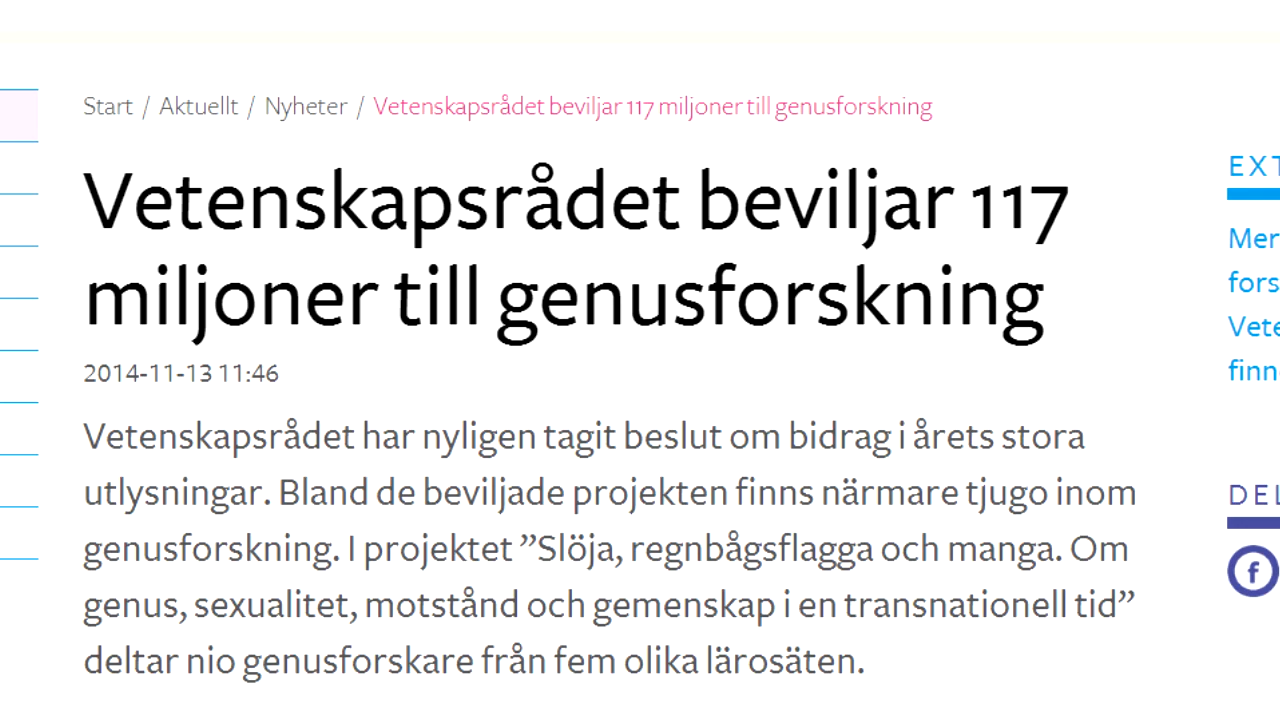 Start / Aktuellt / Nyheter / Vetenskapsrådet beviljar 117 miljoner till genusforskning
Vetenskapsrådet beviljar 117
miljoner till genusforskning
2014-11-13 11:46
Vetenskapsrådet har nyligen tagit beslut om bidrag i årets stora
utlysningar. Bland de beviljade projekten finns närmare tjugo inom
genusforskning. I projektet ”Slöja, regnbågsflagga och manga. Om
genus, sexualitet, motstånd och gemenskap i en transnationell tid”
deltar nio genusforskare från fem olika lärosäten.